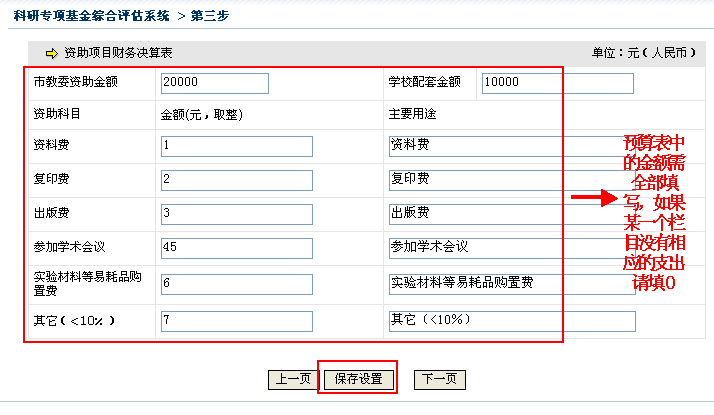 科研专项基金综合评估系统 > 第三步
资助项目财务决算表 单位：元（人民币）
市教委资助金额 20000 学校配套金额 10000
资助科目 金额(元，取整) 主要用途
资料费 1 资料费
复印费 2 复印费
出版费 3 出版费
参加学术会议 45 参加学术会议
实验材料等易耗品购
置费 6 实验材料等易耗品购置费
其它（<10%） 7 其它（<10%）
预算表中
的金额需
全部填
写，如果
某一个栏
目没有相
应的支出
请填0
上一页 保存设置 下一页